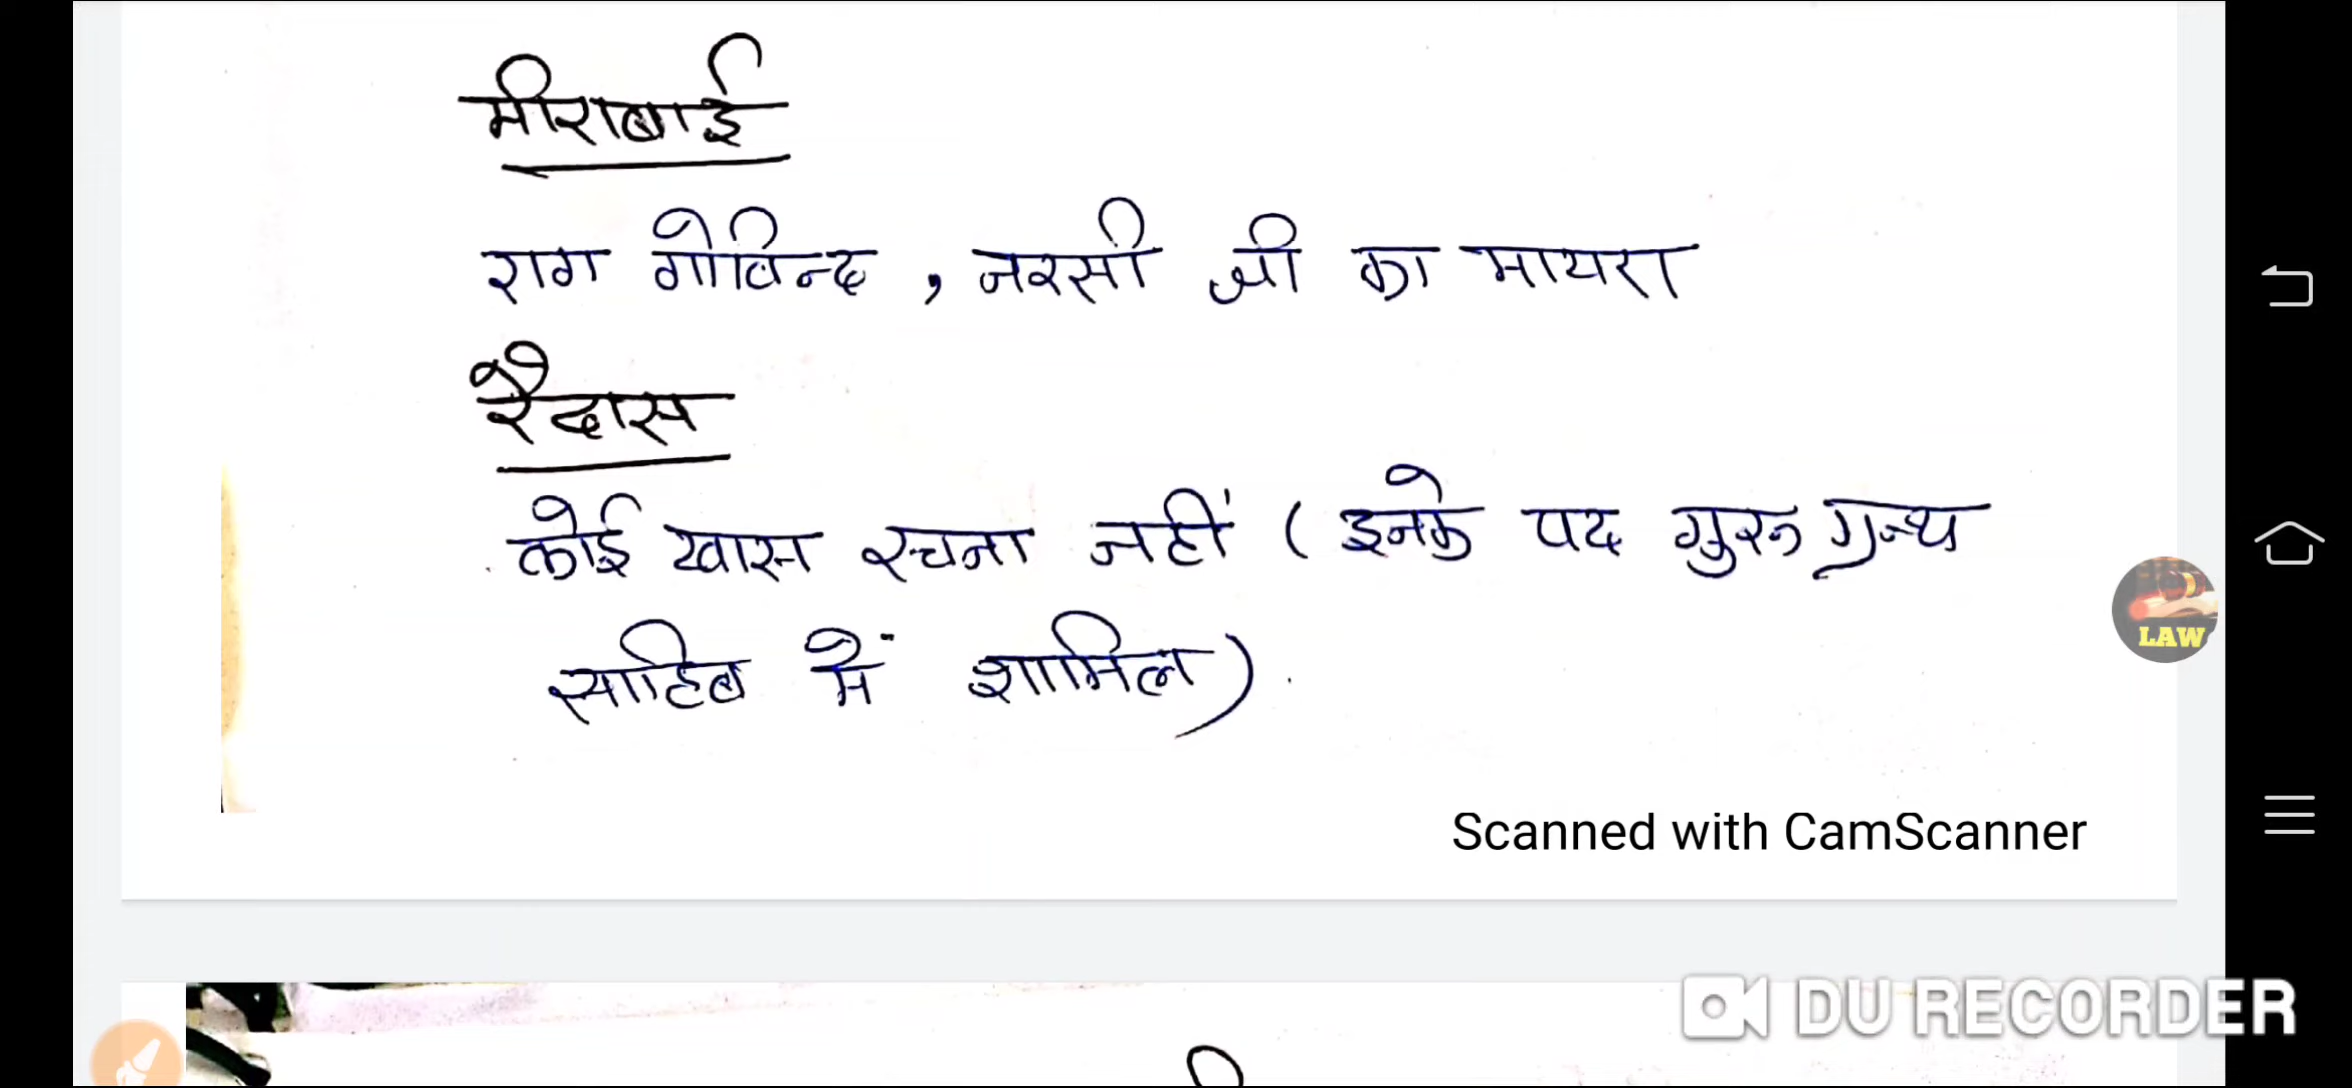 मीराबाई
राग गोविन्द, नरसी जी का मायरा
रैदास
कोई खास रचना नहीं (इनके पद गुरु ग्रन्थ
साहिब में शामिल).
LAW
Scanned with CamScanner
DU RECORDER